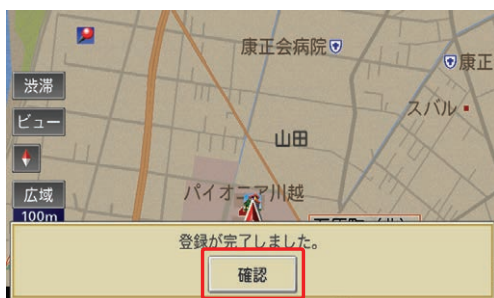 康正会病院
康正
渋滞
スバル
ビュー
山田
広域
パイオニア川越
100m
登録が完了しました。
確認